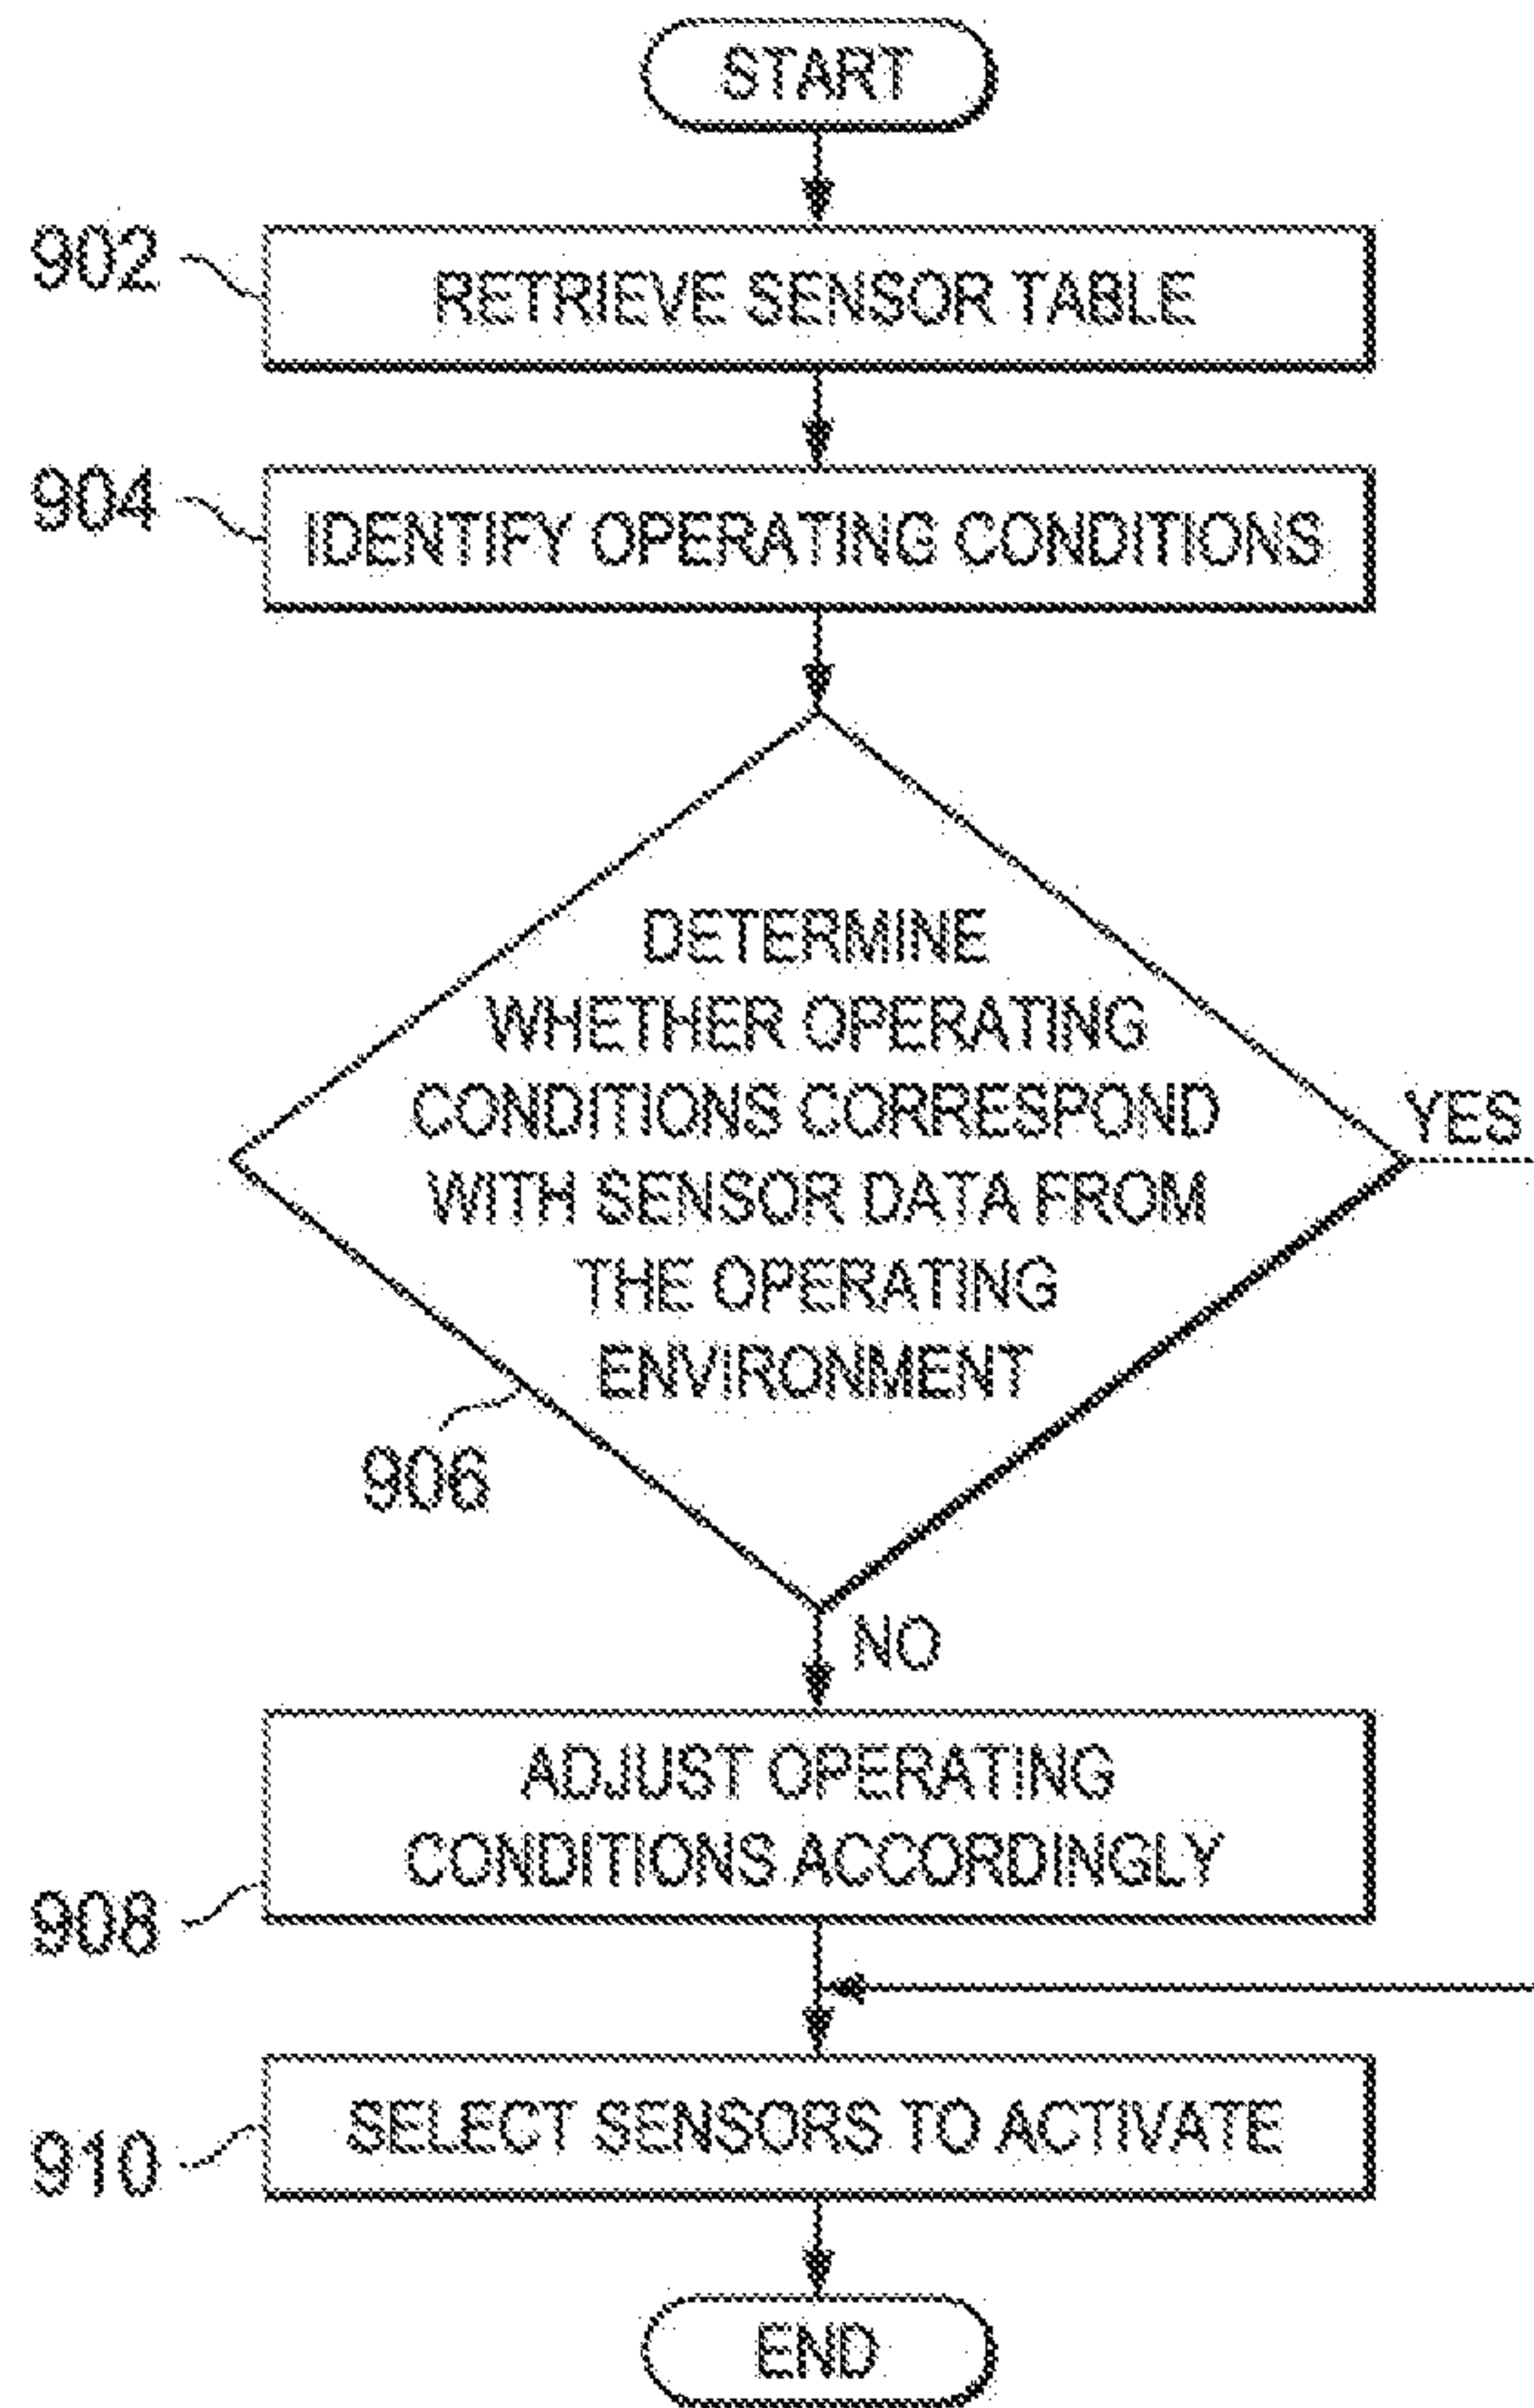 START
902
RETRIEVE SENSOR TABLE
904
IDENTIFY OPERATING CONDITIONS
DETERMINE
WHETHER OPERATING
CONDITIONS CORRESPOND
WITH SENSOR DATA FROM
THE OPERATING
ENVIRONMENT
YES
906
NO
ADJUST OPERATING
CONDITIONS ACCORDINGLY
908
SELECT SENSORS TO ACTIVATE
910
END